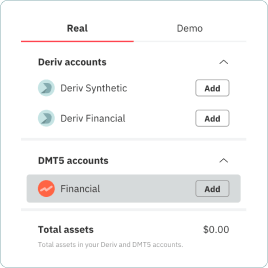 Real
Demo
Deriv accounts
Deriv Synthetic
Add
Deriv Financial
Add
DMT5 accounts
Financial
Add
Total assets
$0.00
Total assets in your Deriv and DMT5 accounts.